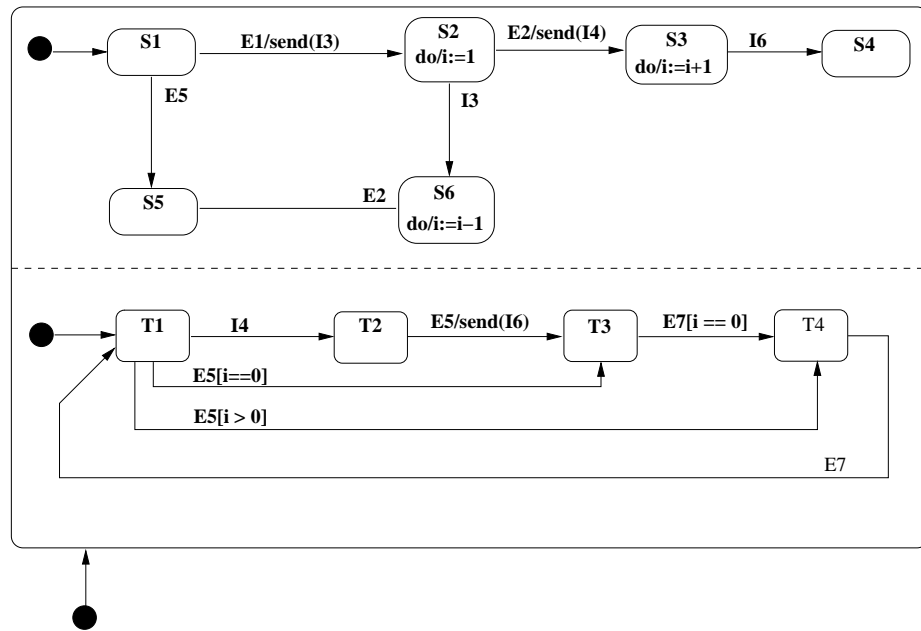 S1
E1/send(I3)
S2
do/i:=1
E2/send(I4)
S3
do/i:=i+1
I6
S4
E5
I3
S5
E2
S6
do/i:=i−1
T1
I4
T2
E5/send(I6)
T3
E7[i == 0]
T4
E5[i==0]
E5[i > 0]
E7